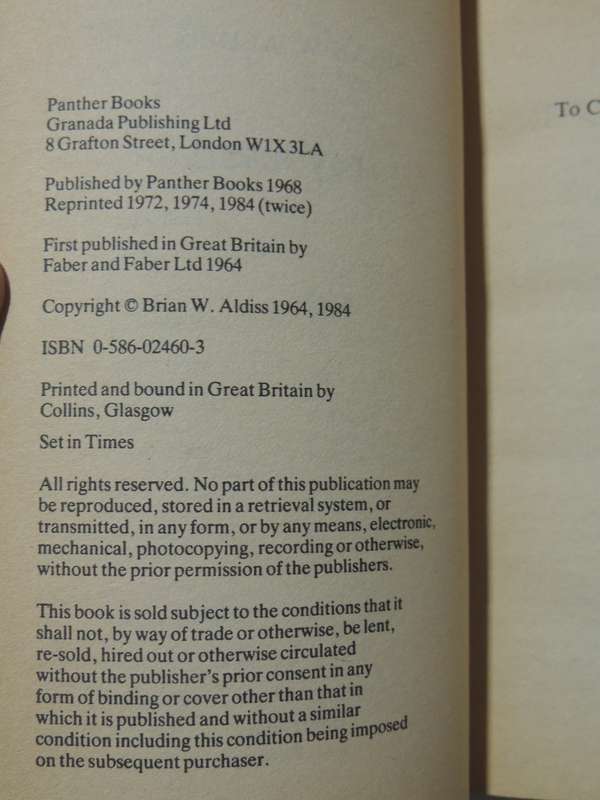 Panther Books
Granada Publishing Ltd
8 Grafton Street, London W1X 3LA
Published by Panther Books 1968
Reprinted 1972, 1974, 1984 (twice)
First published in Great Britain by
Faber and Faber Ltd 1964
Copyright © Brian W. Aldiss 1964, 1984
ISBN 0-586-02460-3
Printed and bound in Great Britain by
Collins, Glasgow
Set in Times
All rights reserved. No part of this publication may
be reproduced, stored in a retrieval system, or
transmitted, in any form, or by any means, electronic,
mechanical, photocopying, recording or otherwise,
without the prior permission of the publishers.
This book is sold subject to the conditions that it
shall not, by way of trade or otherwise, be lent,
re-sold, hired out or otherwise circulated
without the publisher's prior consent in any
form of binding or cover other than that in
which it is published and without a similar
condition including this condition being imposed
on the subsequent purchaser.
To